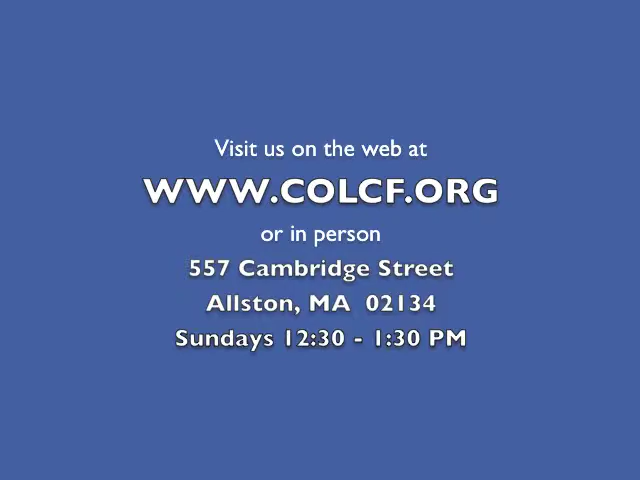 Visit us on the web at
WWW.COLCF.ORG
or in person
557 Cambridge Street
Allston, MA  02134
Sundays 12:30 - 1:30 PM